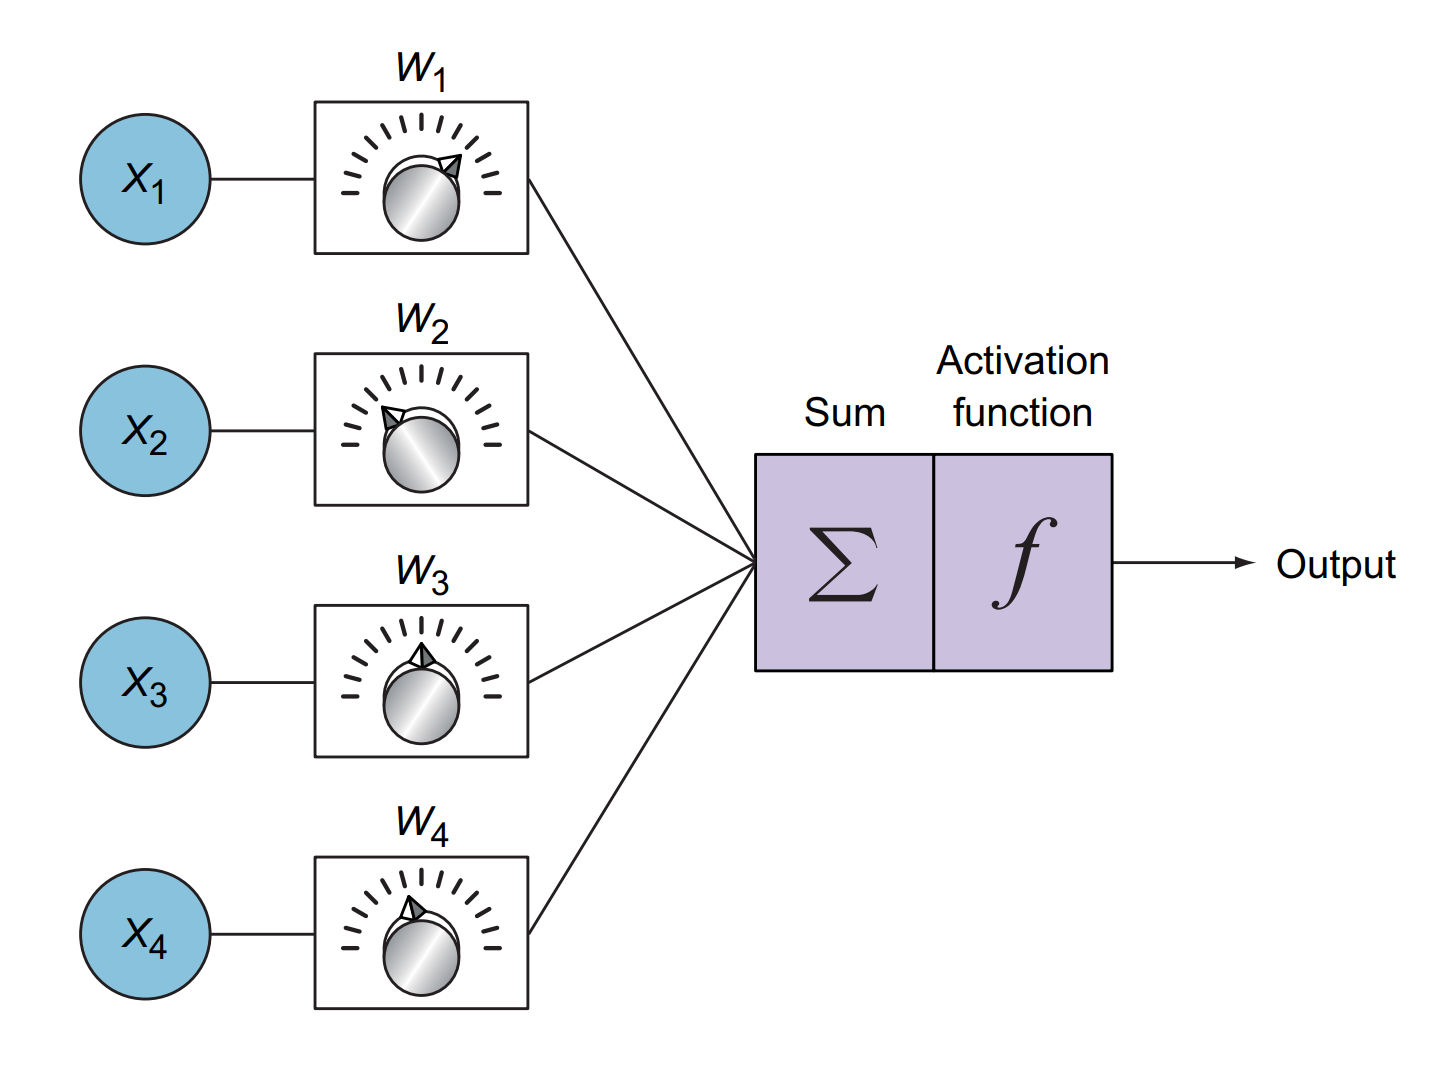 W₁
X₁
W₂
X₂
W₃
X₃
W₄
X₄
Sum
Activation
function
Σ
f
Output